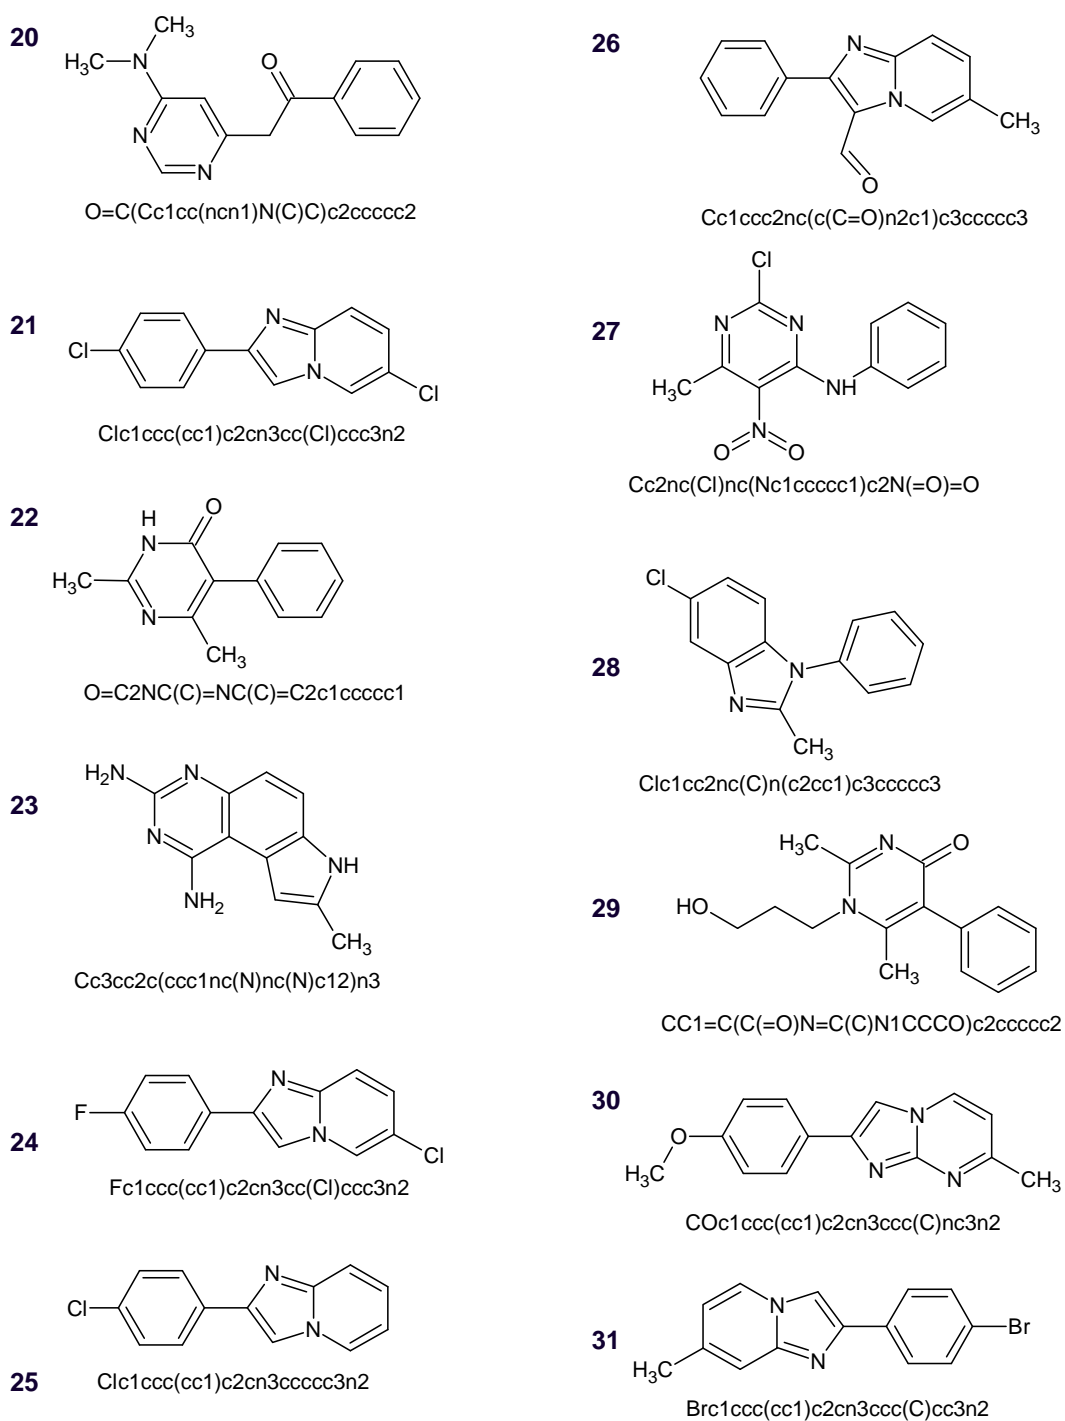 20
CH3
H3C
N
O
N
N
O=C(Cc1cc(ncn1)N(C)C)c2ccccc2
21
Cl
N
N
Cl
Clc1ccc(cc1)c2cn3cc(Cl)ccc3n2
22
H
N
O
H3C
N
CH3
O=C2NC(C)=NC(C)=C2c1ccccc1
23
H2N
N
N
NH
NH2
CH3
Cc3cc2c(ccc1nc(N)nc(N)c12)n3
24
F
N
N
Cl
Fc1ccc(cc1)c2cn3cc(Cl)ccc3n2
25
Cl
N
N
Clc1ccc(cc1)c2cn3ccccc3n2
26
N
N
CH3
O
Cc1ccc2nc(c(C=O)n2c1)c3ccccc3
27
Cl
N
N
H3C
NH
N
O
O
Cc2nc(Cl)nc(Nc1ccccc1)c2N(=O)=O
28
Cl
N
N
CH3
Clc1cc2nc(C)n(c2cc1)c3ccccc3
29
H3C
N
O
HO
N
CH3
CC1=C(C(=O)N=C(C)N1CCCO)c2ccccc2
30
O
H3C
N
N
N
CH3
COc1ccc(cc1)c2cn3ccc(C)nc3n2
31
N
Br
H3C
N
Brc1ccc(cc1)c2cn3ccc(C)cc3n2